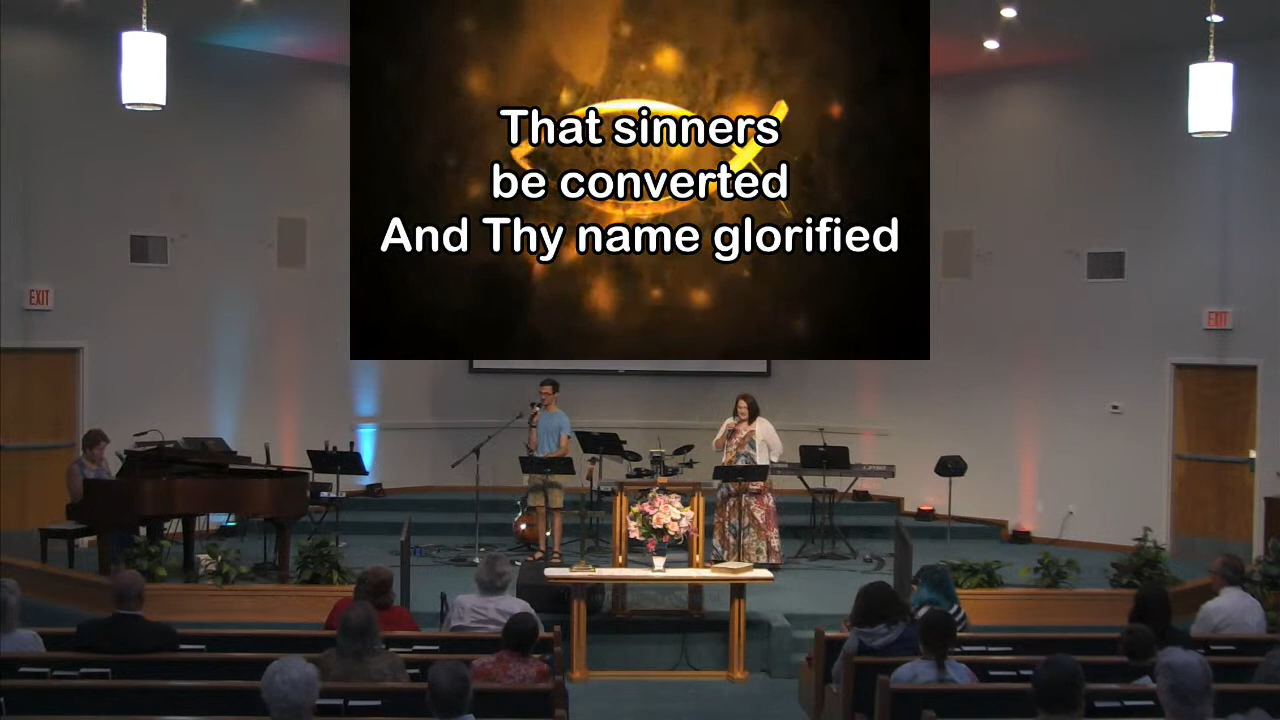 That sinners
be converted
And Thy name glorified
EXIT
EXIT